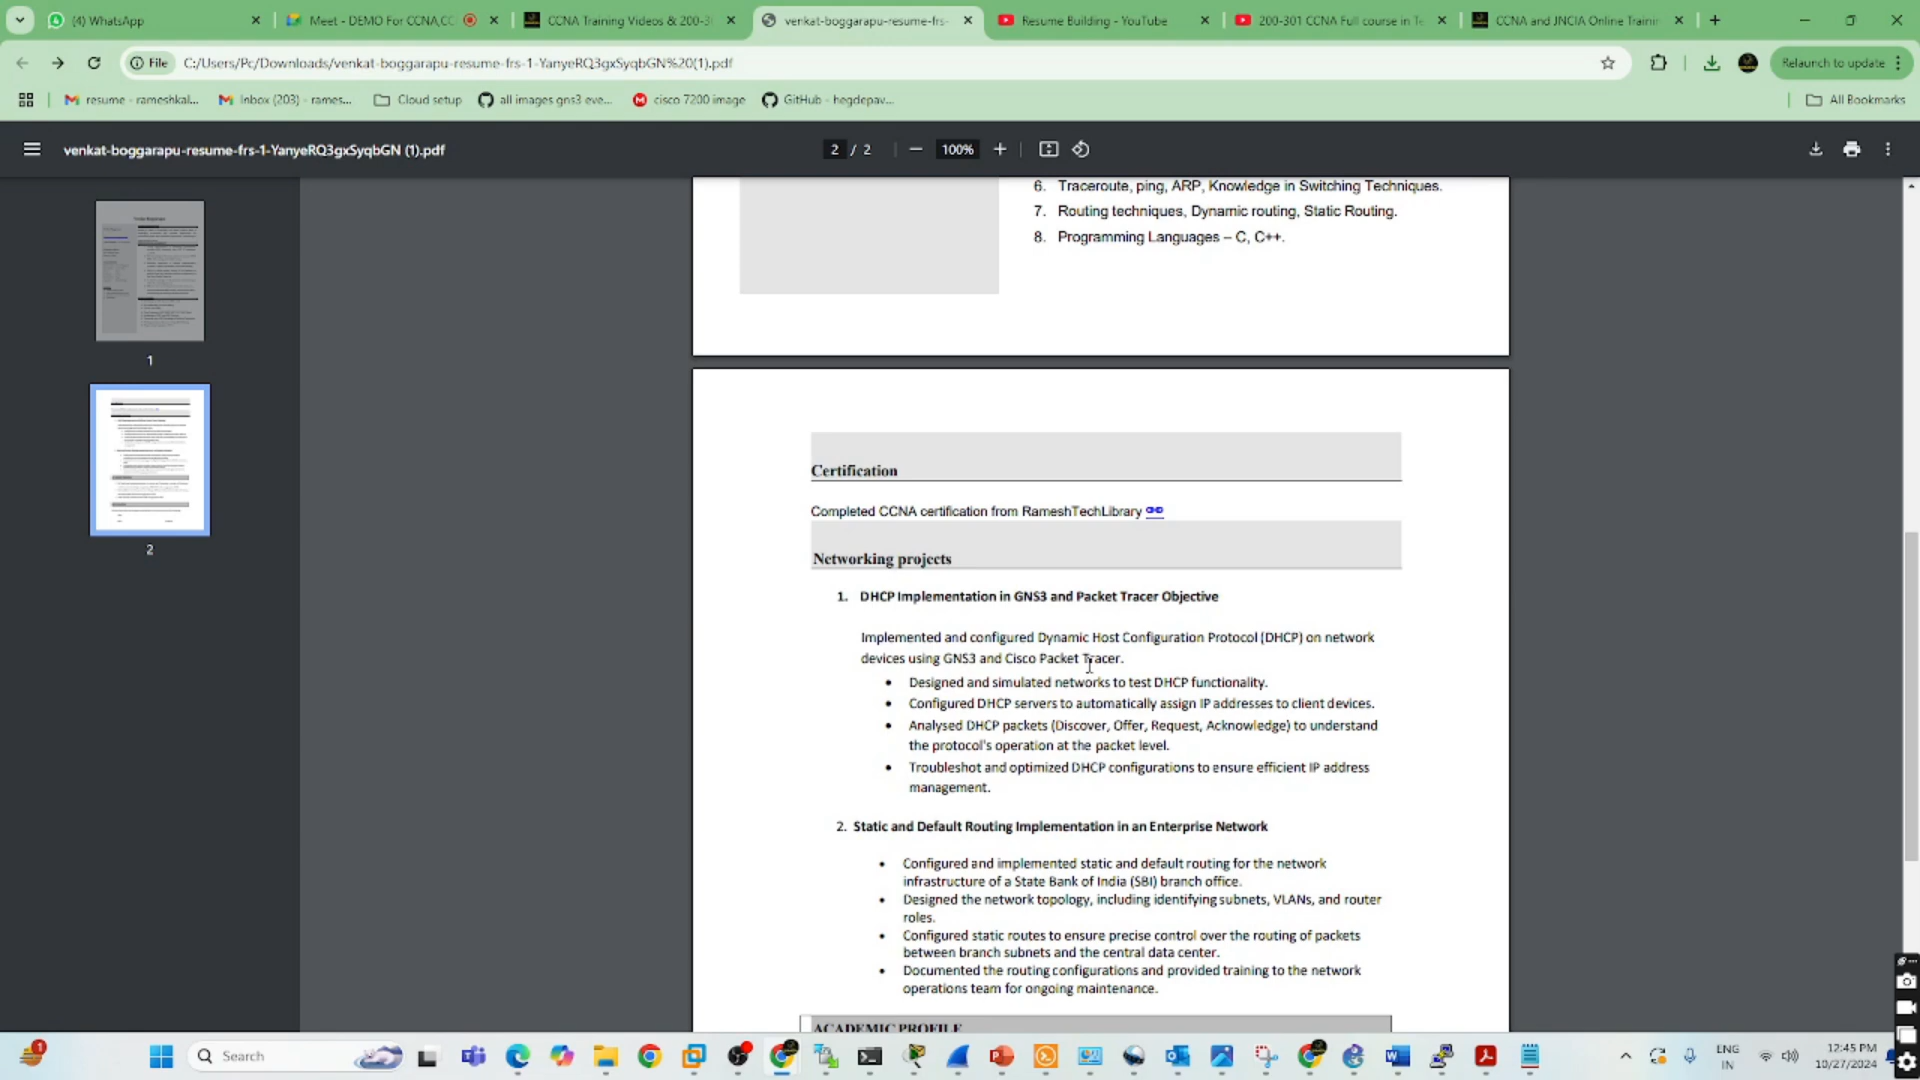 (4) WhatsApp
Meet - DEMO For CCNA,CC
CCNA Training Videos & 200-3
venkat-boggarapu-resume-frs-
Resume Building - YouTube
200-301 CCNA Full course in Te
CCNA and JNCIA Online Traini
File
C:/Users/Pc/Downloads/venkat-boggarapu-resume-frs-1-YanyeRQ3gxSyqbGN%20(1).pdf
Relaunch to update
resume - rameshkal...
Inbox (203) - rames...
Cloud setup
all images gns3 eve...
cisco 7200 image
GitHub - hegdepav...
All Bookmarks
venkat-boggarapu-resume-frs-1-YanyeRQ3gxSyqbGN (1).pdf
2 / 2
100%
1
2
6. Traceroute, ping, ARP, Knowledge in Switching Techniques.
7. Routing techniques, Dynamic routing, Static Routing.
8. Programming Languages – C, C++.
Certification
Completed CCNA certification from RameshTechLibrary
Networking projects
1. DHCP Implementation in GNS3 and Packet Tracer Objective
Implemented and configured Dynamic Host Configuration Protocol (DHCP) on network
devices using GNS3 and Cisco Packet Tracer.
• Designed and simulated networks to test DHCP functionality.
• Configured DHCP servers to automatically assign IP addresses to client devices.
• Analysed DHCP packets (Discover, Offer, Request, Acknowledge) to understand
the protocol's operation at the packet level.
• Troubleshot and optimized DHCP configurations to ensure efficient IP address
management.
2. Static and Default Routing Implementation in an Enterprise Network
• Configured and implemented static and default routing for the network
infrastructure of a State Bank of India (SBI) branch office.
• Designed the network topology, including identifying subnets, VLANs, and router
roles.
• Configured static routes to ensure precise control over the routing of packets
between branch subnets and the central data center.
• Documented the routing configurations and provided training to the network
operations team for ongoing maintenance.
ACADEMIC PROFILE
1
Search
ENG
IN
12:45 PM
10/27/2024